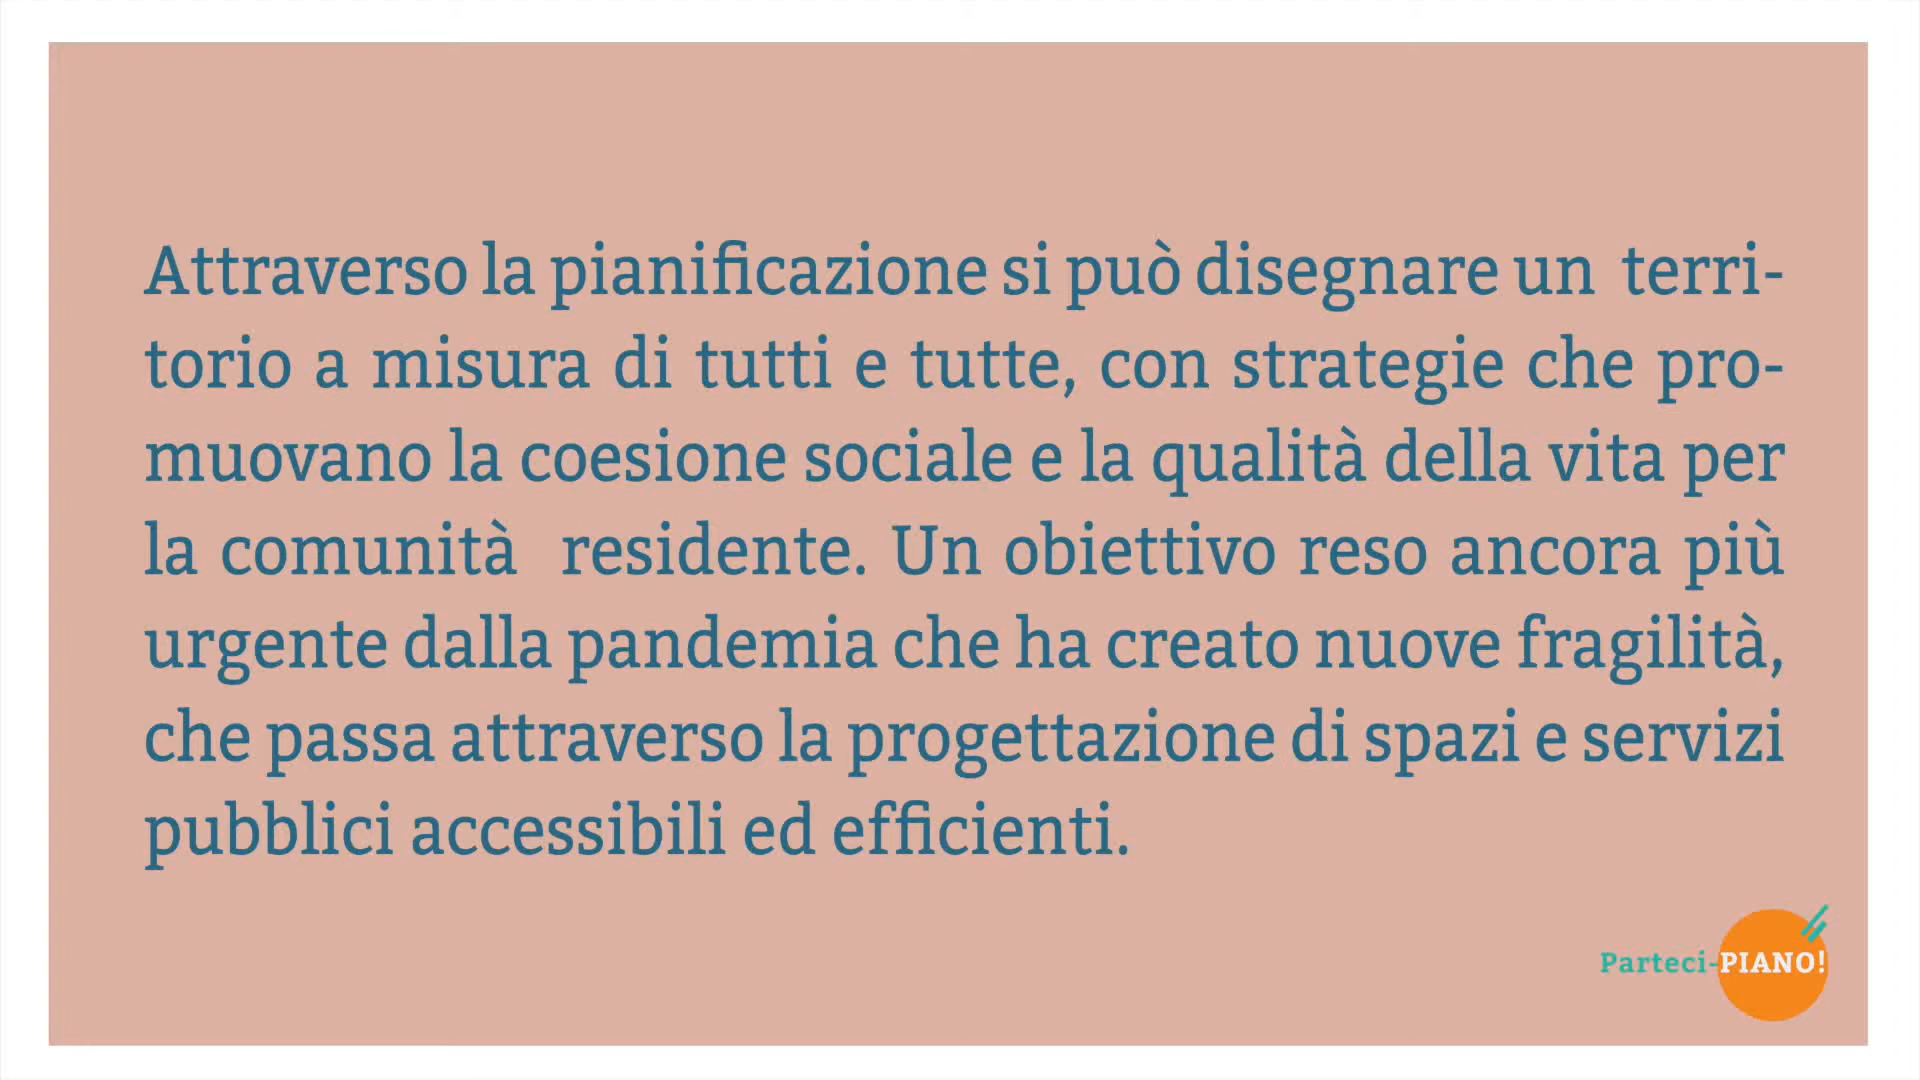 Attraverso la pianificazione si può disegnare un terri-
torio a misura di tutti e tutte, con strategie che pro-
muovano la coesione sociale e la qualità della vita per
la comunità residente. Un obiettivo reso ancora più
urgente dalla pandemia che ha creato nuove fragilità,
che passa attraverso la progettazione di spazi e servizi
pubblici accessibili ed efficienti.
Parteci-PIANO!